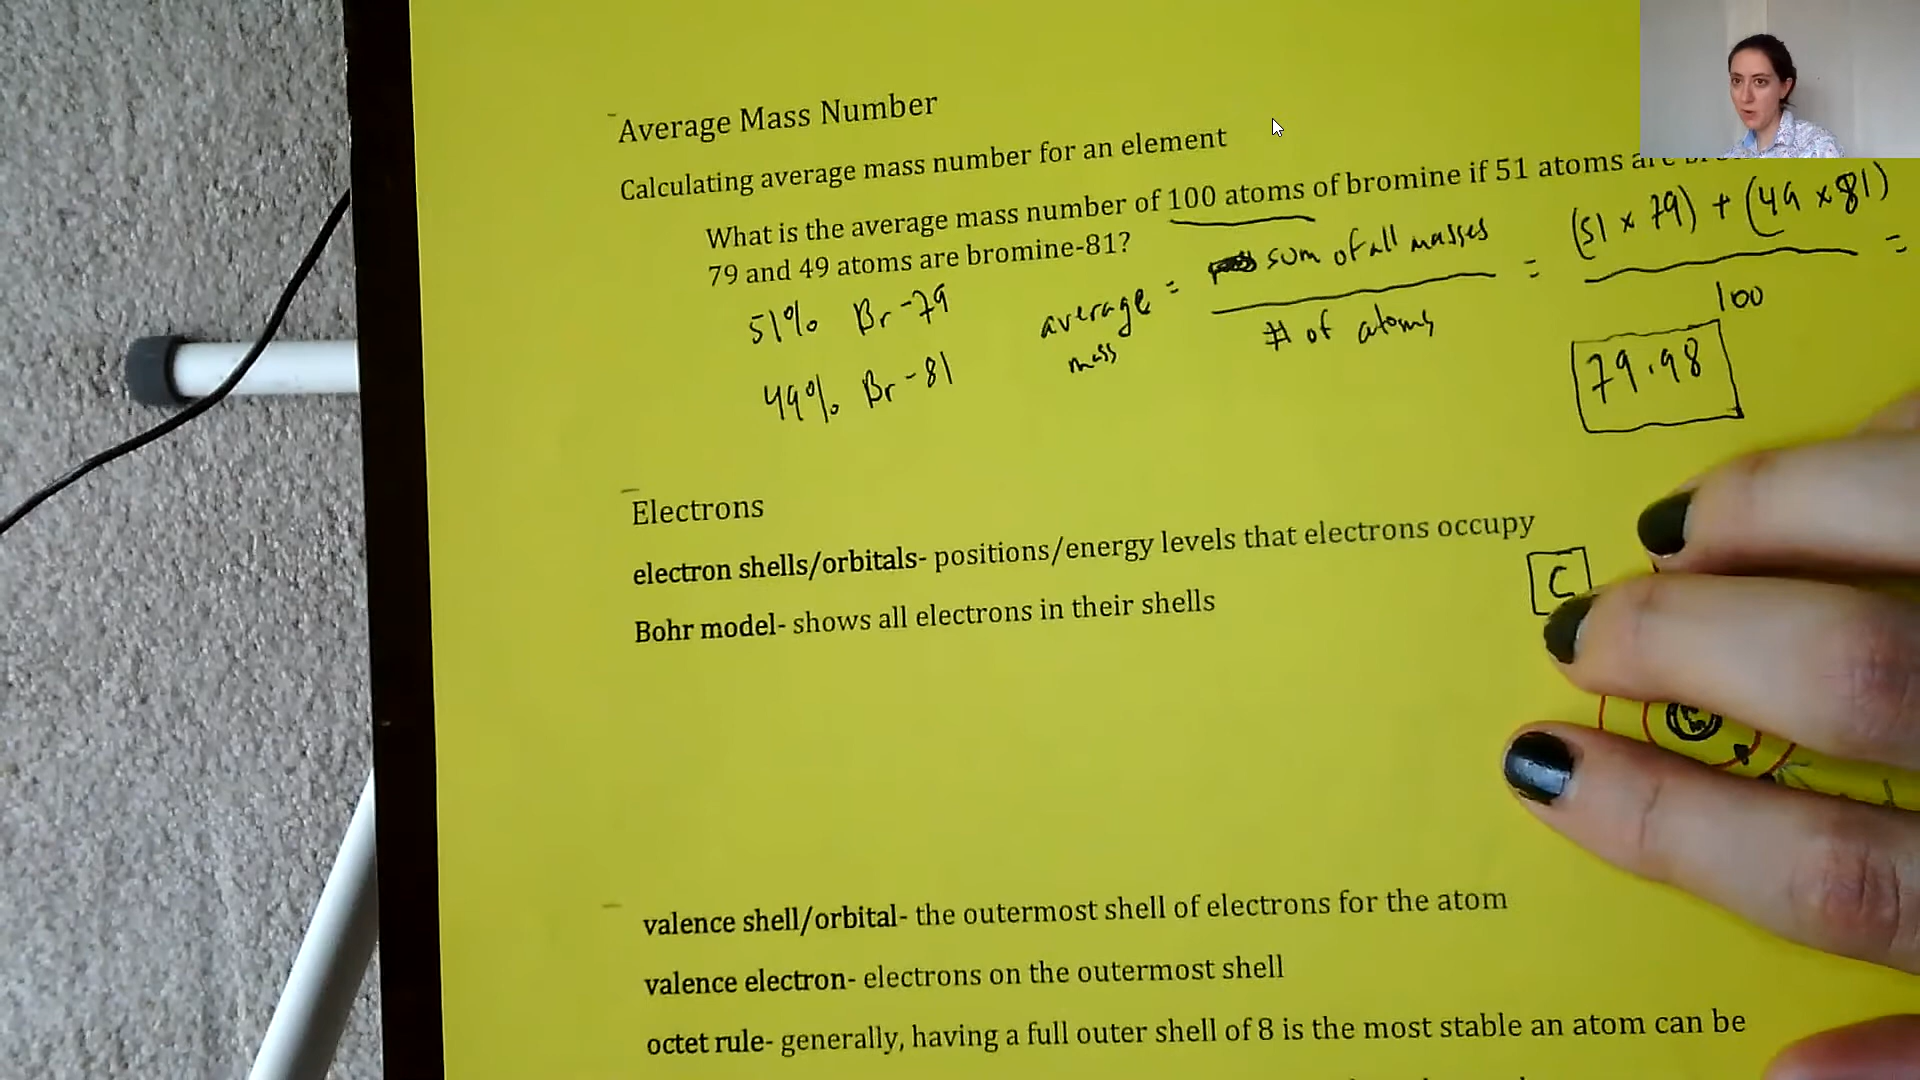 Average Mass Number
Calculating average mass number for an element
What is the average mass number of 100 atoms of bromine if 51 atoms are
79 and 49 atoms are bromine-81?
51% Br-79
49% Br-81
average mass = sum of all masses / # of atoms = (51 x 79) + (49 x 81) / 100 =
79.98
Electrons
electron shells/orbitals- positions/energy levels that electrons occupy
Bohr model- shows all electrons in their shells
C
valence shell/orbital- the outermost shell of electrons for the atom
valence electron- electrons on the outermost shell
octet rule- generally, having a full outer shell of 8 is the most stable an atom can be